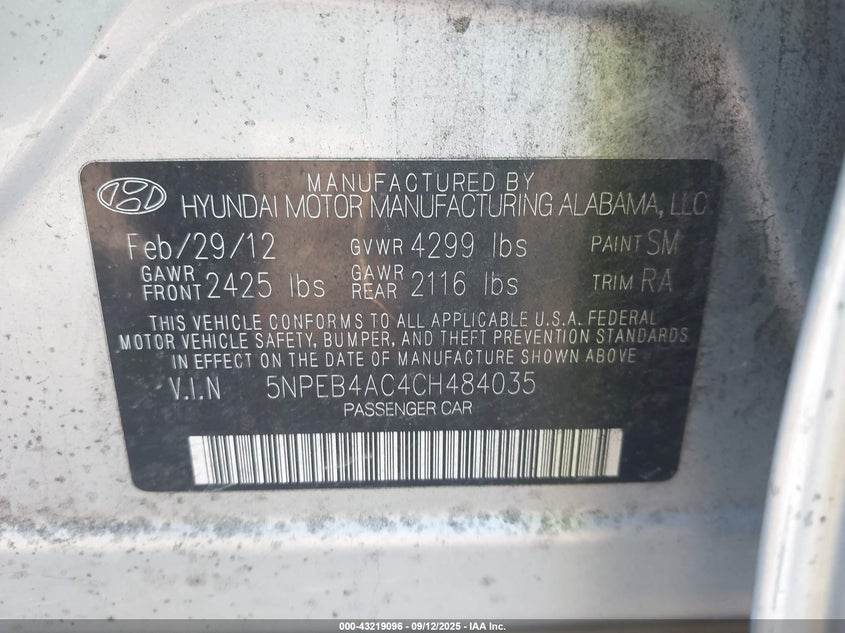 MANUFACTURED BY
HYUNDAI MOTOR MANUFACTURING ALABAMA, LLC
Feb/29/12 GVWR 4299 lbs PAINT SM
GAWR FRONT 2425 lbs GAWR REAR 2116 lbs TRIM RA
THIS VEHICLE CONFORMS TO ALL APPLICABLE U.S.A. FEDERAL
MOTOR VEHICLE SAFETY, BUMPER, AND THEFT PREVENTION STANDARDS
IN EFFECT ON THE DATE OF MANUFACTURE SHOWN ABOVE
V.I.N 5NPEB4AC4CH484035
PASSENGER CAR
000-43219096 - 09/12/2025 - IAA Inc.